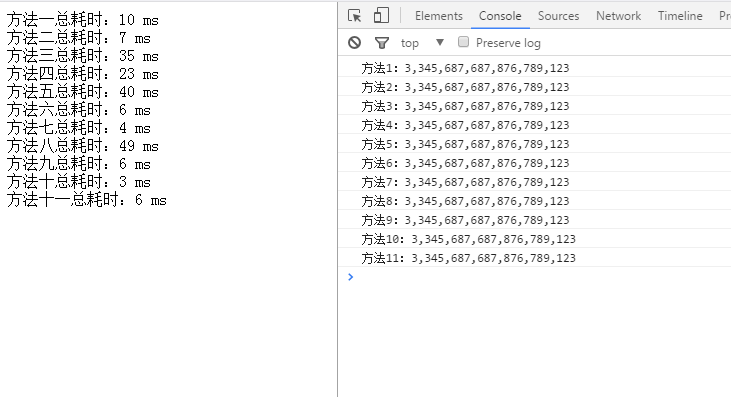 方法一总耗时：10 ms
方法二总耗时：7 ms
方法三总耗时：35 ms
方法四总耗时：23 ms
方法五总耗时：40 ms
方法六总耗时：6 ms
方法七总耗时：4 ms
方法八总耗时：49 ms
方法九总耗时：6 ms
方法十总耗时：3 ms
方法十一总耗时：6 ms
Elements Console Sources Network Timeline Pr
top Preserve log
方法1：3,345,687,687,876,789,123
方法2：3,345,687,687,876,789,123
方法3：3,345,687,687,876,789,123
方法4：3,345,687,687,876,789,123
方法5：3,345,687,687,876,789,123
方法6：3,345,687,687,876,789,123
方法7：3,345,687,687,876,789,123
方法8：3,345,687,687,876,789,123
方法9：3,345,687,687,876,789,123
方法10：3,345,687,687,876,789,123
方法11：3,345,687,687,876,789,123